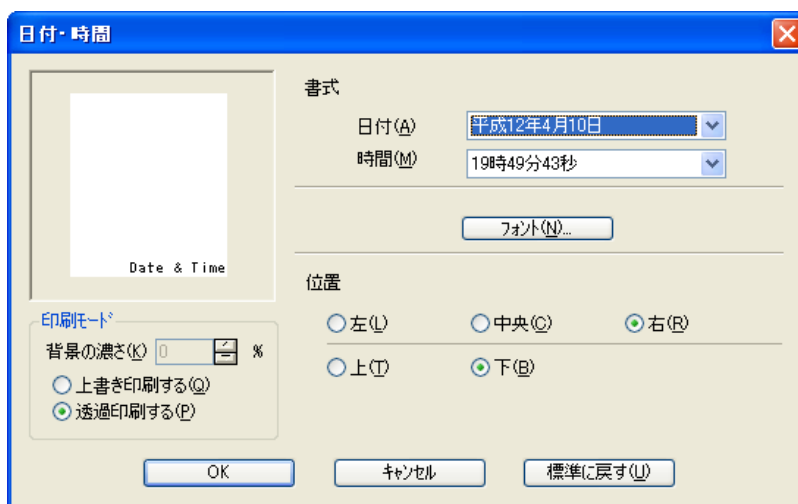 日付・時間
書式
日付(A) 平成12年4月10日
時間(M) 19時49分43秒
フォント(N)...
Date & Time
位置
左(L) 中央(C) 右(R)
上(T) 下(B)
印刷モード
背景の濃さ(K) 0 %
上書き印刷する(Q)
透過印刷する(P)
OK キャンセル 標準に戻す(U)